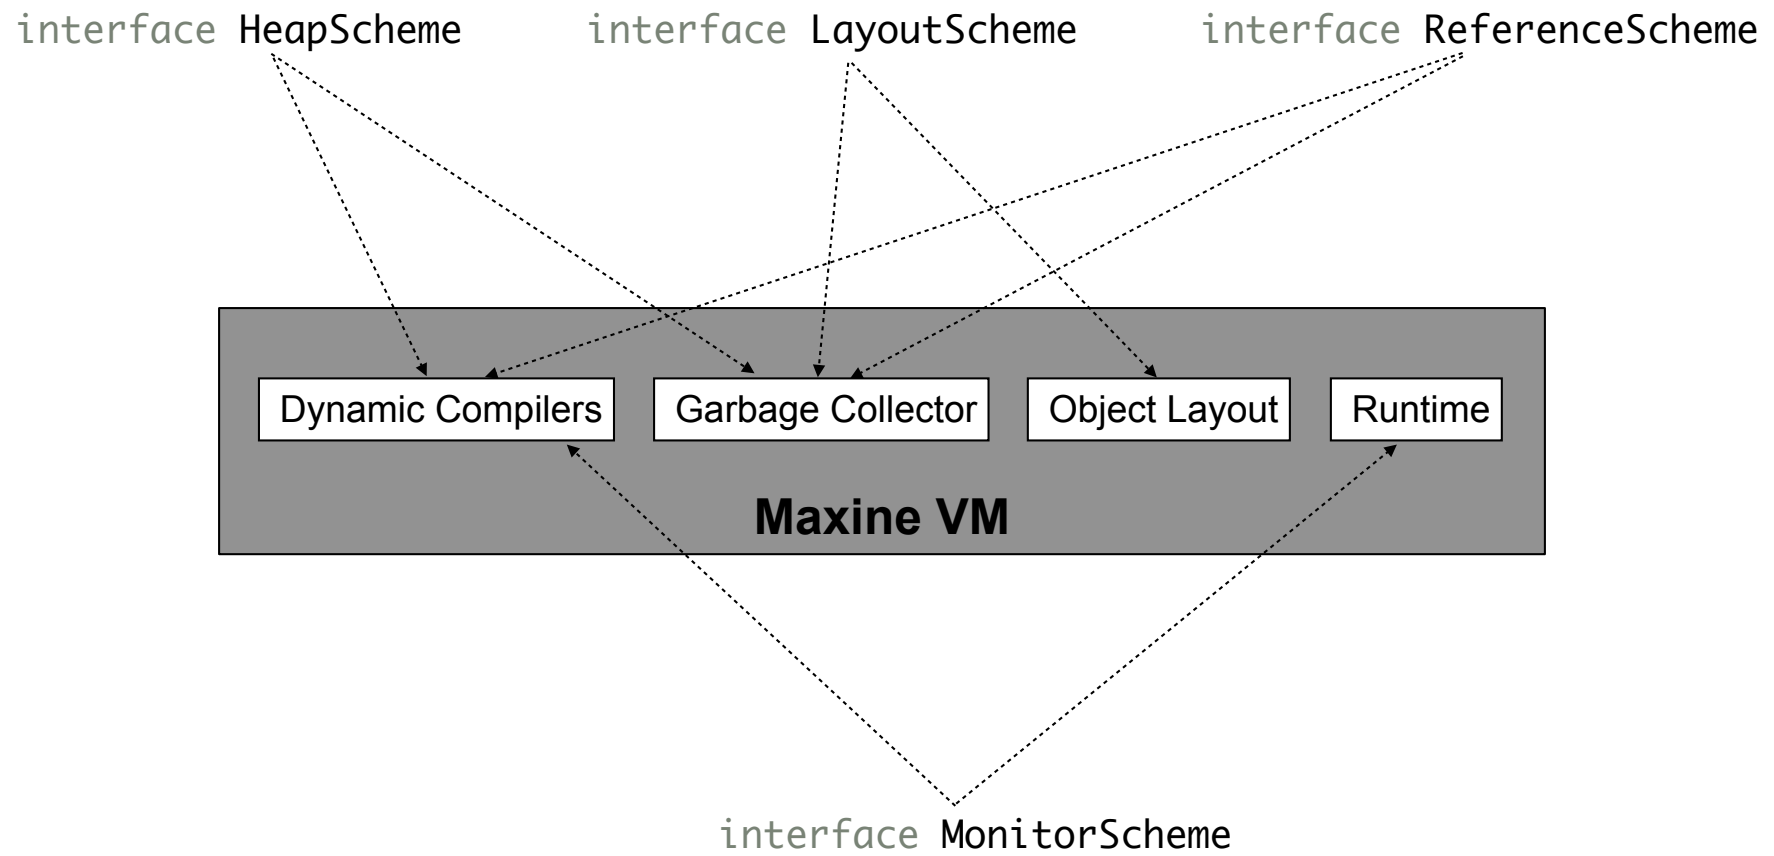 interface HeapScheme
interface LayoutScheme
interface ReferenceScheme
Dynamic Compilers
Garbage Collector
Object Layout
Runtime
Maxine VM
interface MonitorScheme